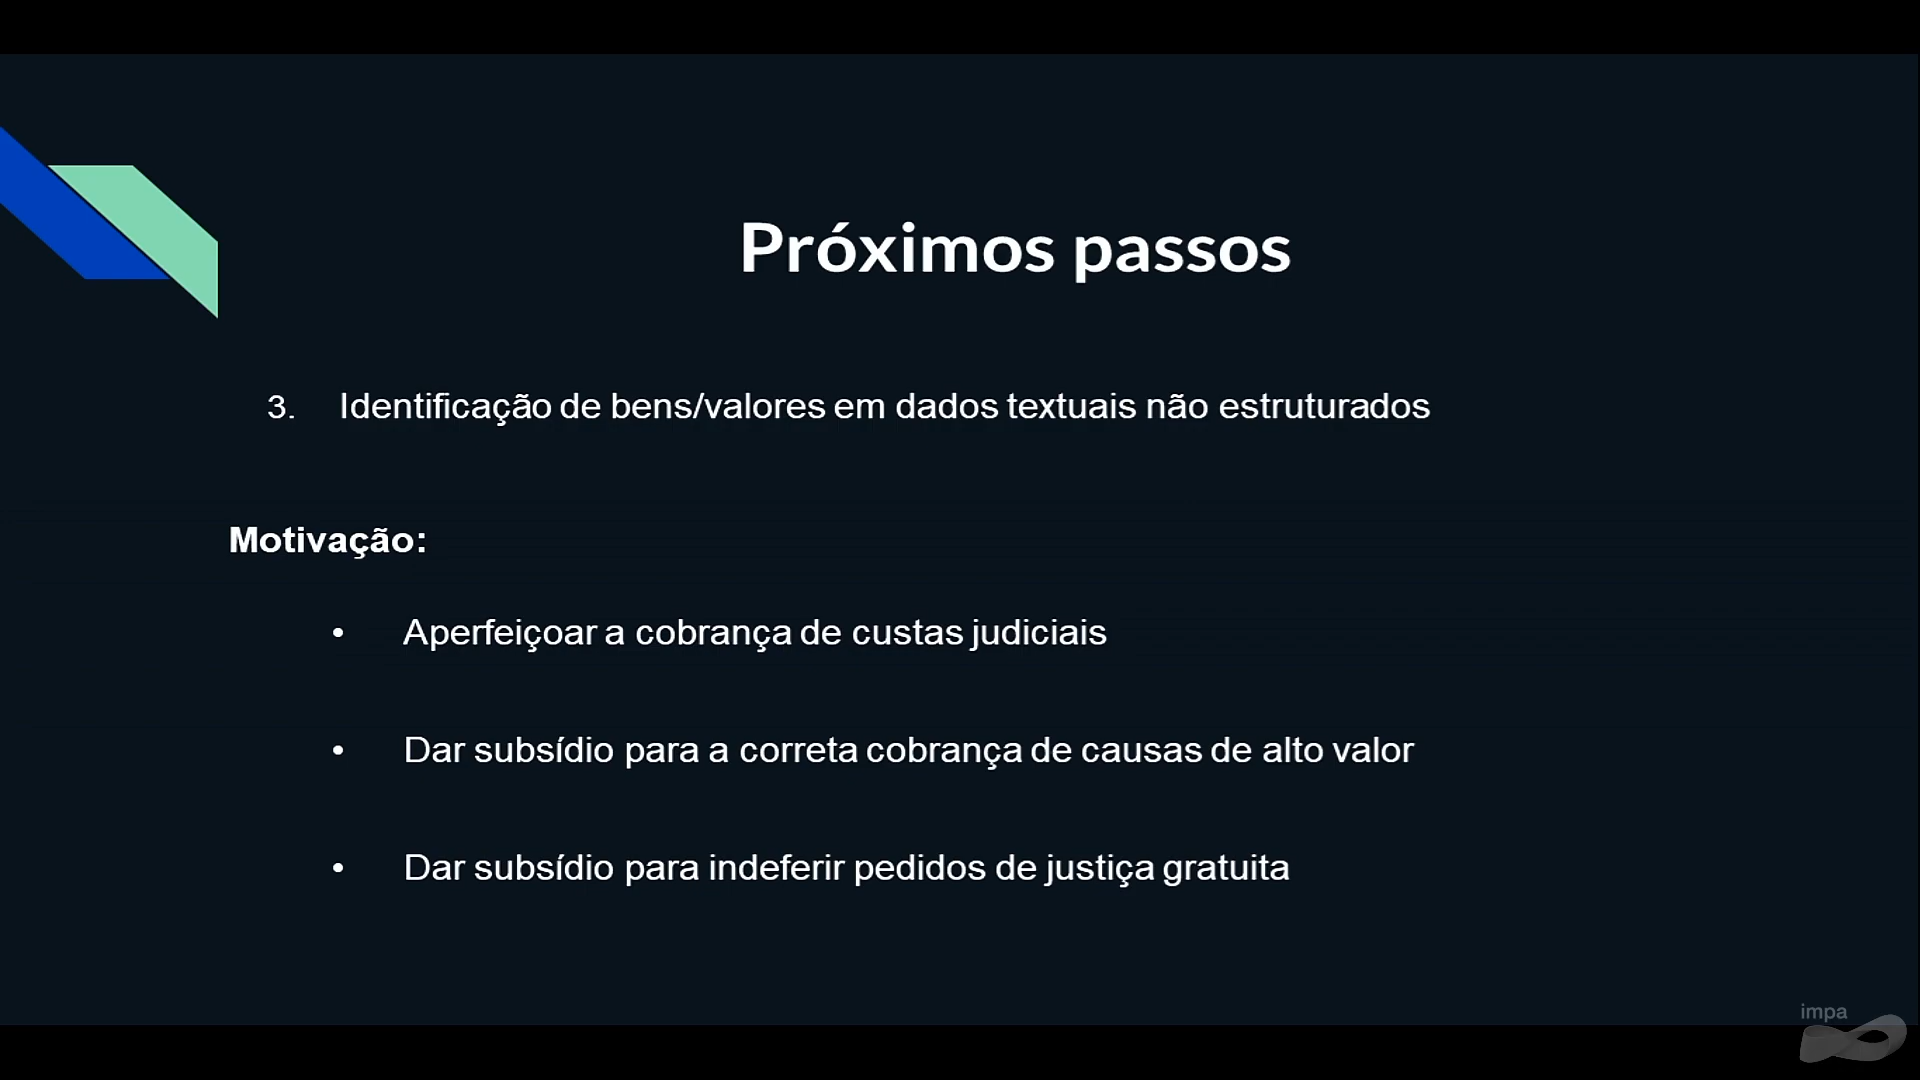 Próximos passos
3. Identificação de bens/valores em dados textuais não estruturados
Motivação:
• Aperfeiçoar a cobrança de custas judiciais
• Dar subsídio para a correta cobrança de causas de alto valor
• Dar subsídio para indeferir pedidos de justiça gratuita
impa